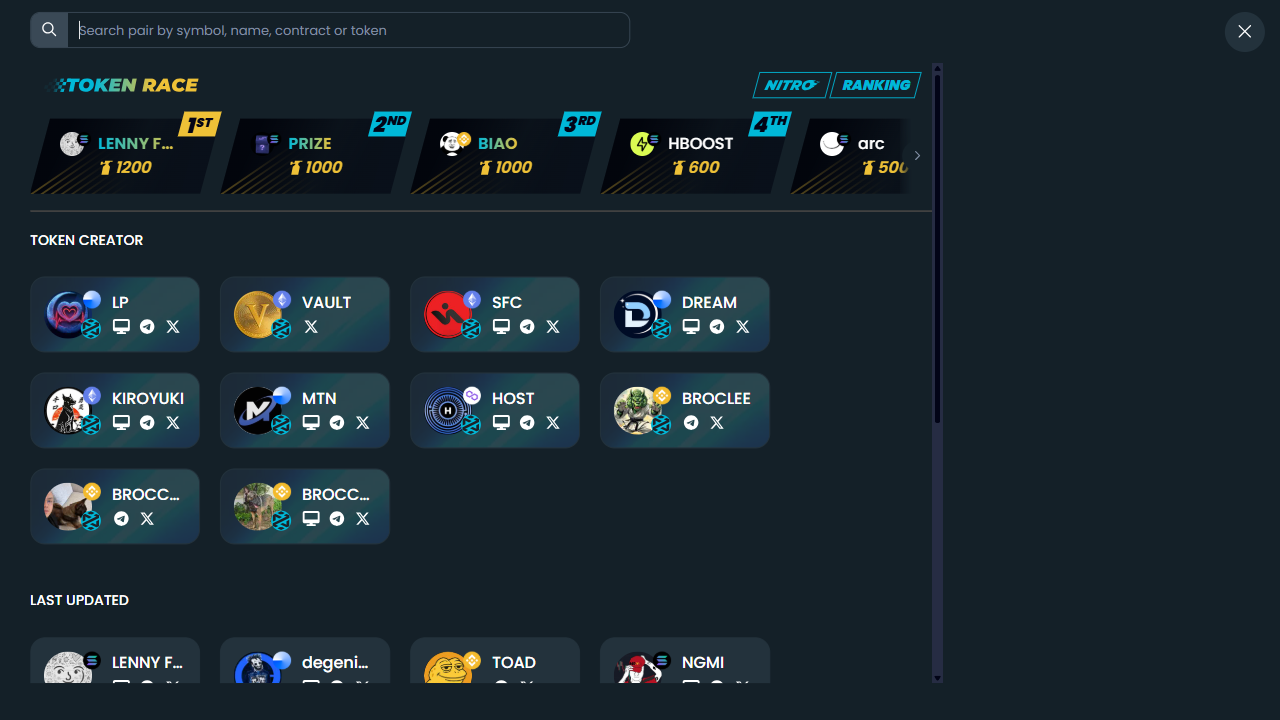 Search pair by symbol, name, contract or token
TOKEN RACE
NITRO
RANKING
1ST
LENNY F...
1200
2ND
PRIZE
1000
3RD
BIAO
1000
4TH
HBOOST
600
arc
500
TOKEN CREATOR
LP
VAULT
SFC
DREAM
KIROYUKI
MTN
HOST
BROCLEE
BROCC...
BROCC...
LAST UPDATED
LENNY F...
degeni...
TOAD
NGMI